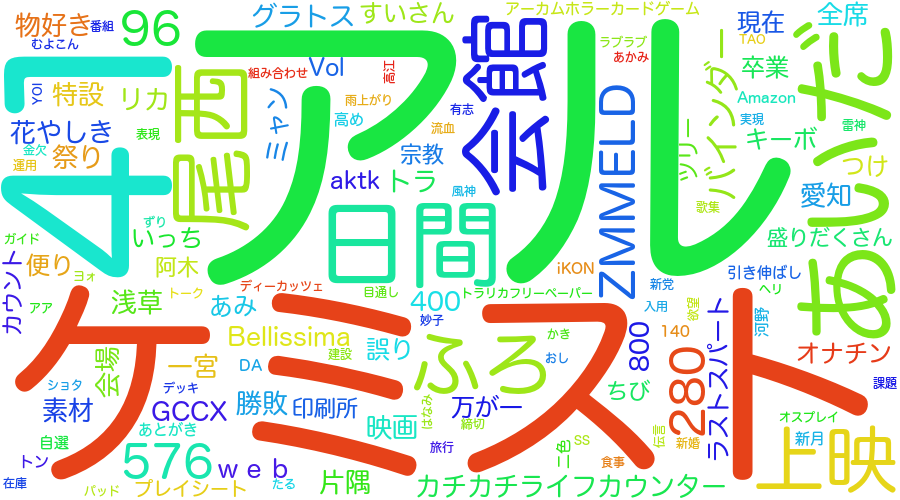 グラトス
すいさん
アーカムホラーカードゲーム
物好き
番組
むよこん
96
組み合わせ
Vol
高江
ラブラブ
あかみ
現在
TAO
全席
アル
会館
あいだ
尾西
YOI
特設
リカ
ミャン
雨上がり
高め
有志
流血
ZMMELD
ツリー
バインダー
卒業
Amazon
実現
雷神
キーボ
花やしき
表現
金欠
運用
祭り
宗教
aktk
トラ
風神
つけ
愛知
歌集
4日間
ずり
いっち
ガイド
便り
ヨォ
阿木
盛りだくさん
iKON
新党
引き伸ばし
ヘリ
カウント
アア
浅草
トーク
ディーカッツェ
あみ
目通し
400
トラリカフリーペーパー
入用
欲望
河野
妙子
Bellissima
建設
誤り
かき
おし
800
140
ラストスパート
オナチン
ケミスト
ふろ
280
会場
一宮
DA
ショタ
デッキ
課題
素材
GCCX
勝敗
印刷所
はなみ
万が一
ちび
締切
オスプレイ
新月
あとがき
自選
映画
伝言
新婚
576
トン
web
旅行
二色
SS
食事
上映
在庫
バッド
プレイシート
たる
片隅
カチカチライフカウンター